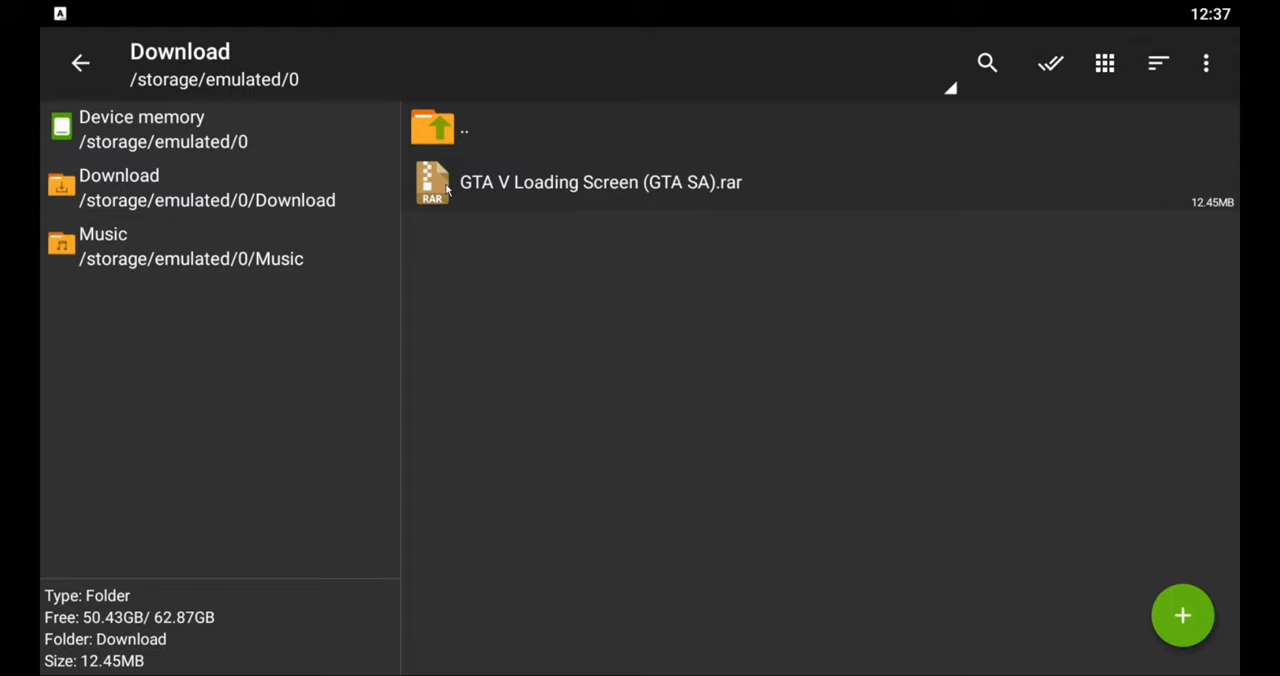 A
12:37
Download
/storage/emulated/0
Device memory
/storage/emulated/0
Download
/storage/emulated/0/Download
Music
/storage/emulated/0/Music
..
RAR
GTA V Loading Screen (GTA SA).rar
12.45MB
Type: Folder
Free: 50.43GB/ 62.87GB
Folder: Download
Size: 12.45MB